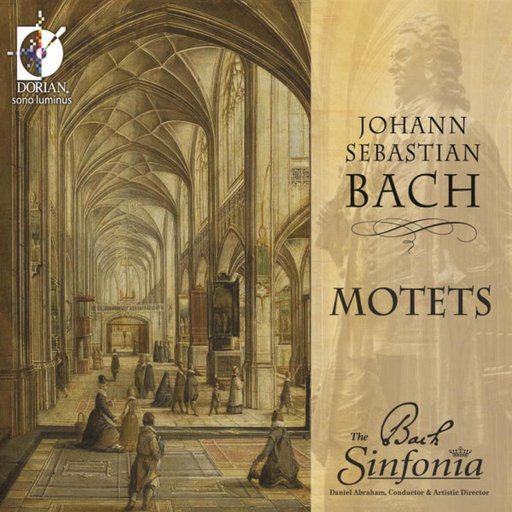 DORIAN.
sono luminus
JOHANN
SEBASTIAN
BACH
MOTETS
The Bach
Sinfonia
Daniel Abraham, Conductor & Artistic Director